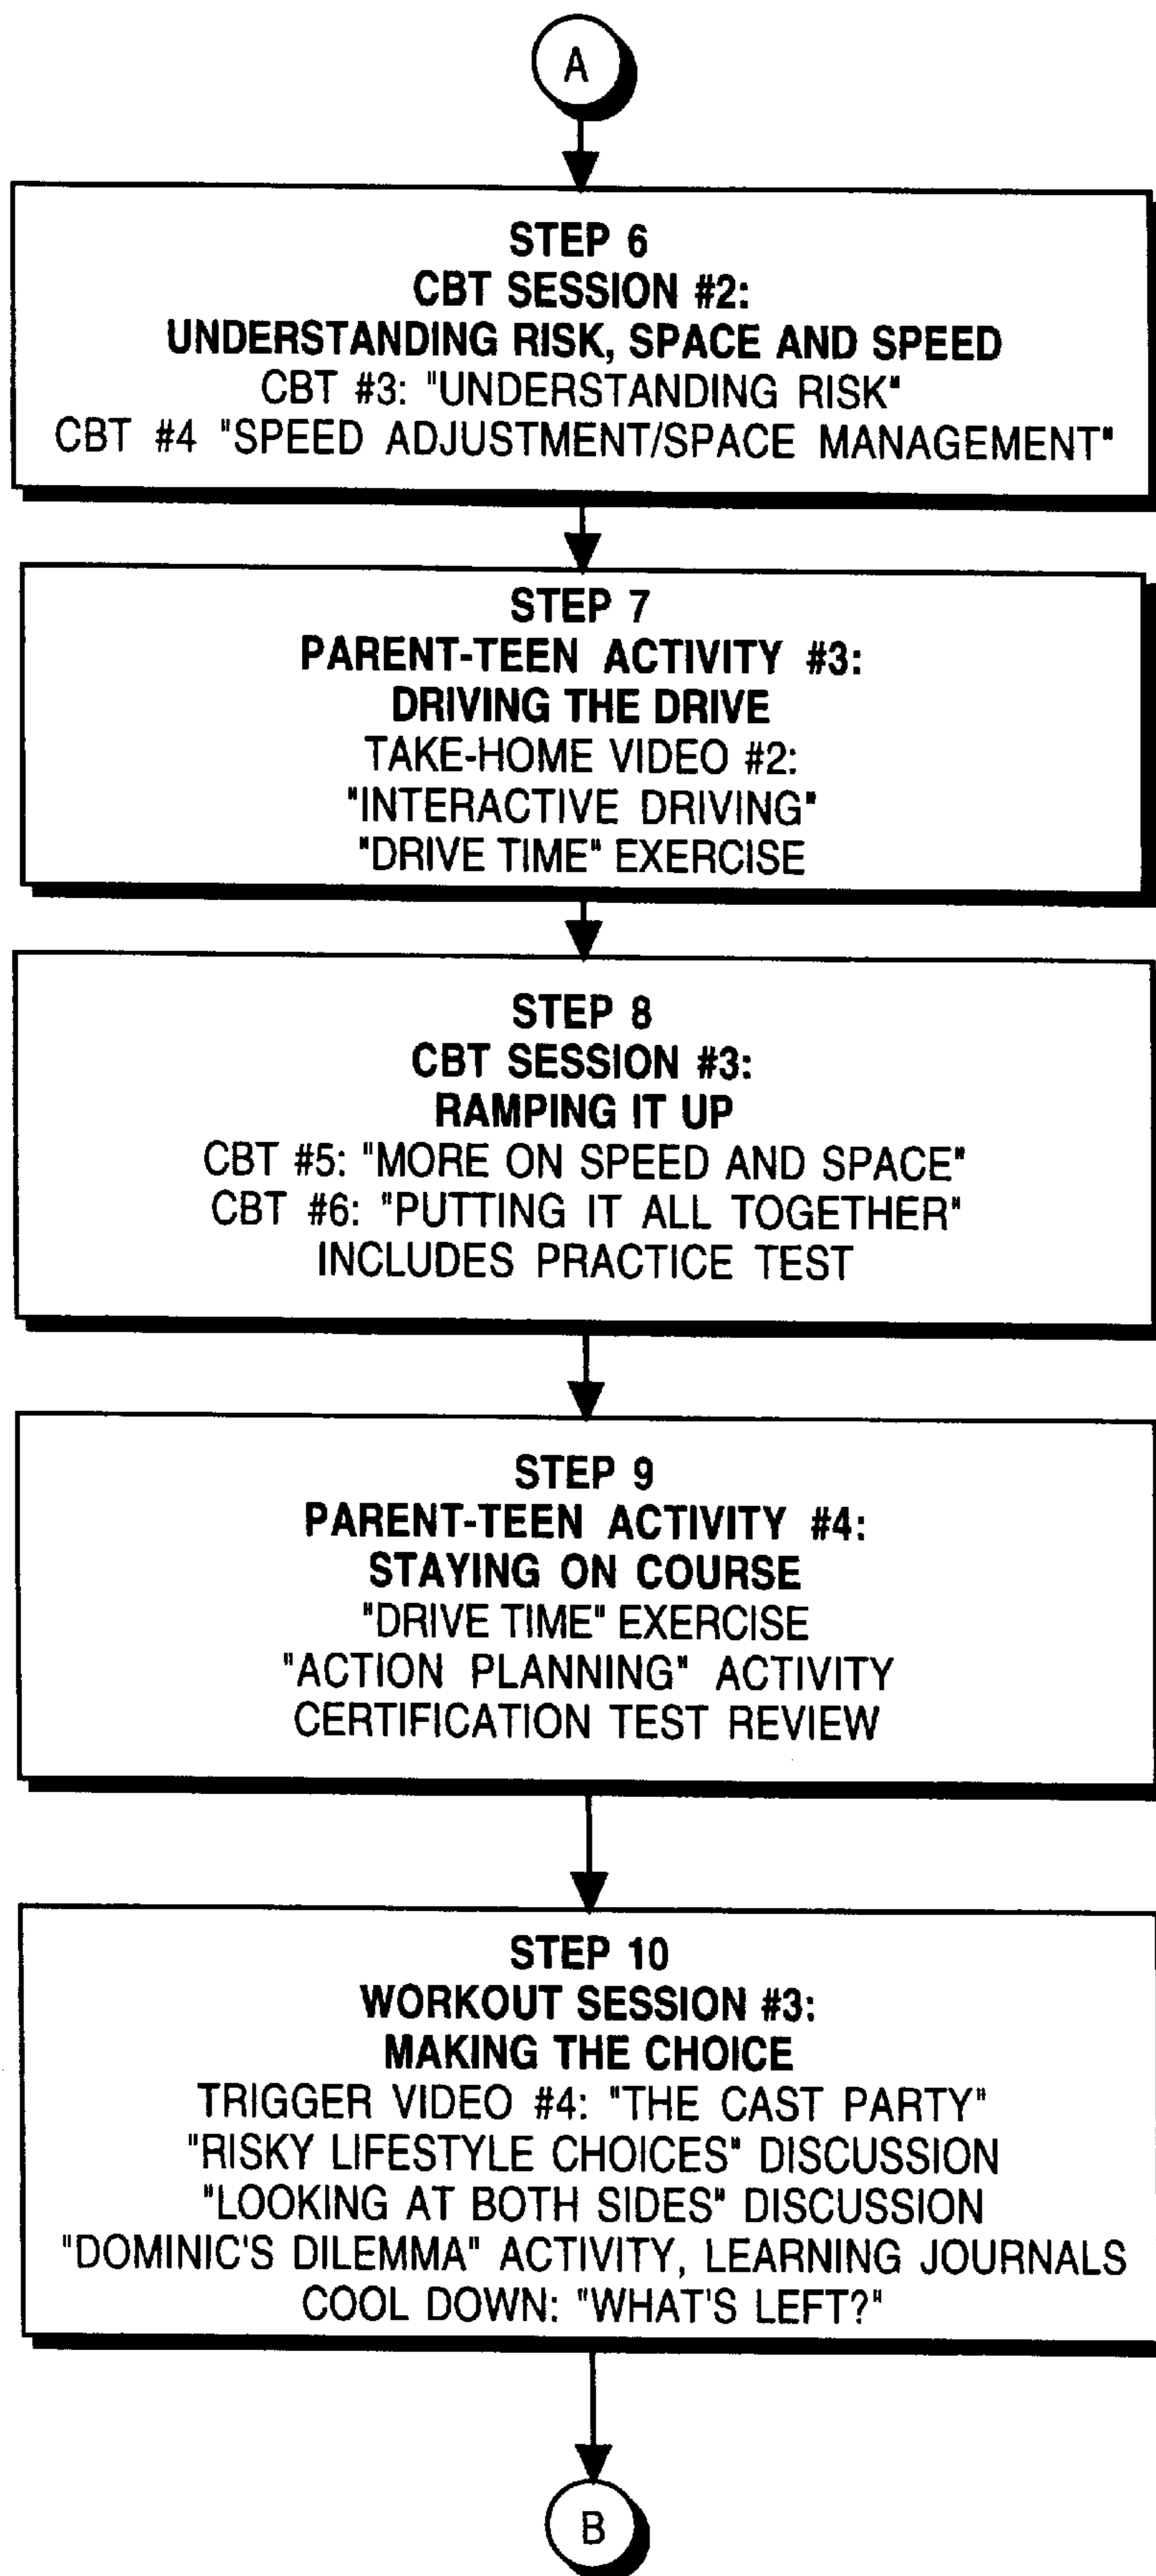 A
STEP 6
CBT SESSION #2:
UNDERSTANDING RISK, SPACE AND SPEED
CBT #3: "UNDERSTANDING RISK"
CBT #4 "SPEED ADJUSTMENT/SPACE MANAGEMENT"
STEP 7
PARENT-TEEN ACTIVITY #3:
DRIVING THE DRIVE
TAKE-HOME VIDEO #2:
"INTERACTIVE DRIVING"
"DRIVE TIME" EXERCISE
STEP 8
CBT SESSION #3:
RAMPING IT UP
CBT #5: "MORE ON SPEED AND SPACE"
CBT #6: "PUTTING IT ALL TOGETHER"
INCLUDES PRACTICE TEST
STEP 9
PARENT-TEEN ACTIVITY #4:
STAYING ON COURSE
"DRIVE TIME" EXERCISE
"ACTION PLANNING" ACTIVITY
CERTIFICATION TEST REVIEW
STEP 10
WORKOUT SESSION #3:
MAKING THE CHOICE
TRIGGER VIDEO #4: "THE CAST PARTY"
"RISKY LIFESTYLE CHOICES" DISCUSSION
"LOOKING AT BOTH SIDES" DISCUSSION
"DOMINIC'S DILEMMA" ACTIVITY, LEARNING JOURNALS
COOL DOWN: "WHAT'S LEFT?"
B